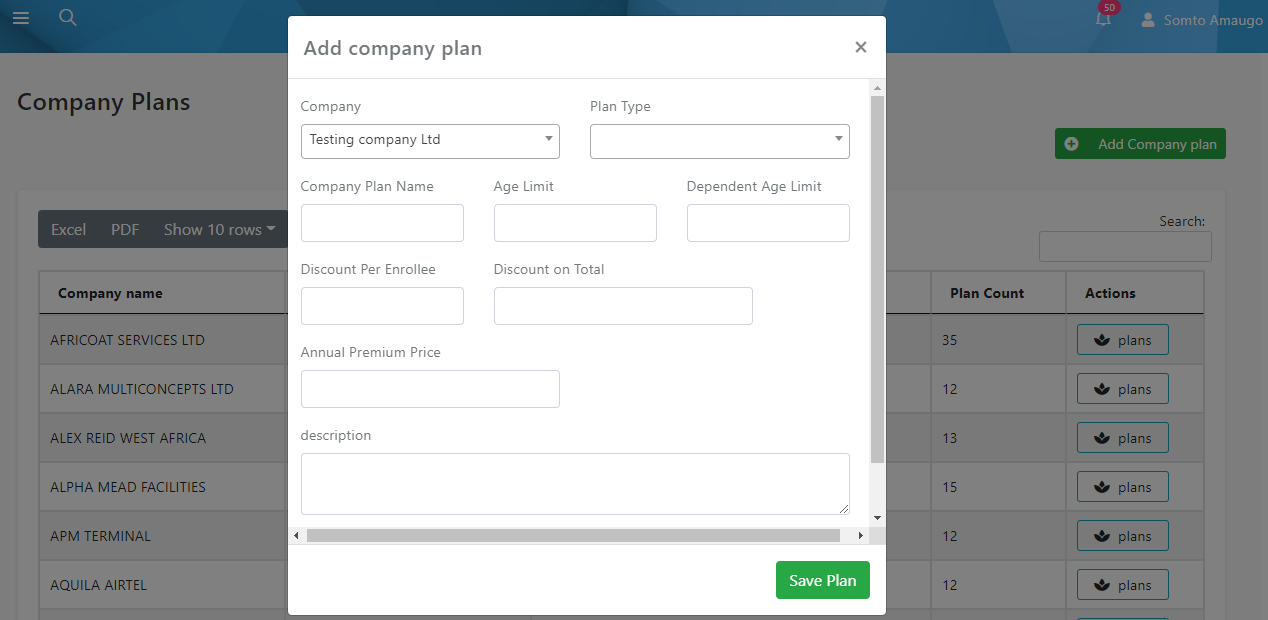 50
Somto Amaugo
Add company plan
×
Company Plans
Add Company plan
Company
Plan Type
Testing company Ltd
Company Plan Name
Age Limit
Dependent Age Limit
Excel
PDF
Show 10 rows
Search:
Discount Per Enrollee
Discount on Total
Company name
Plan Count
Actions
AFRICOAT SERVICES LTD
35
plans
Annual Premium Price
ALARA MULTICONCEPTS LTD
12
plans
ALEX REID WEST AFRICA
13
plans
description
ALPHA MEAD FACILITIES
15
plans
APM TERMINAL
12
plans
AQUILA AIRTEL
12
plans
Save Plan